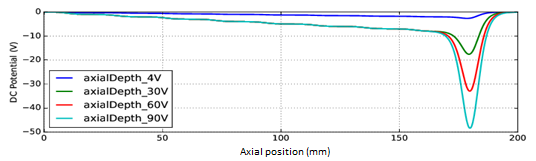 0
−10
−20
−30
−40
−50
DC Potential (V)
axialDepth_4V
axialDepth_30V
axialDepth_60V
axialDepth_90V
0 50 100 150 200
Axial position (mm)